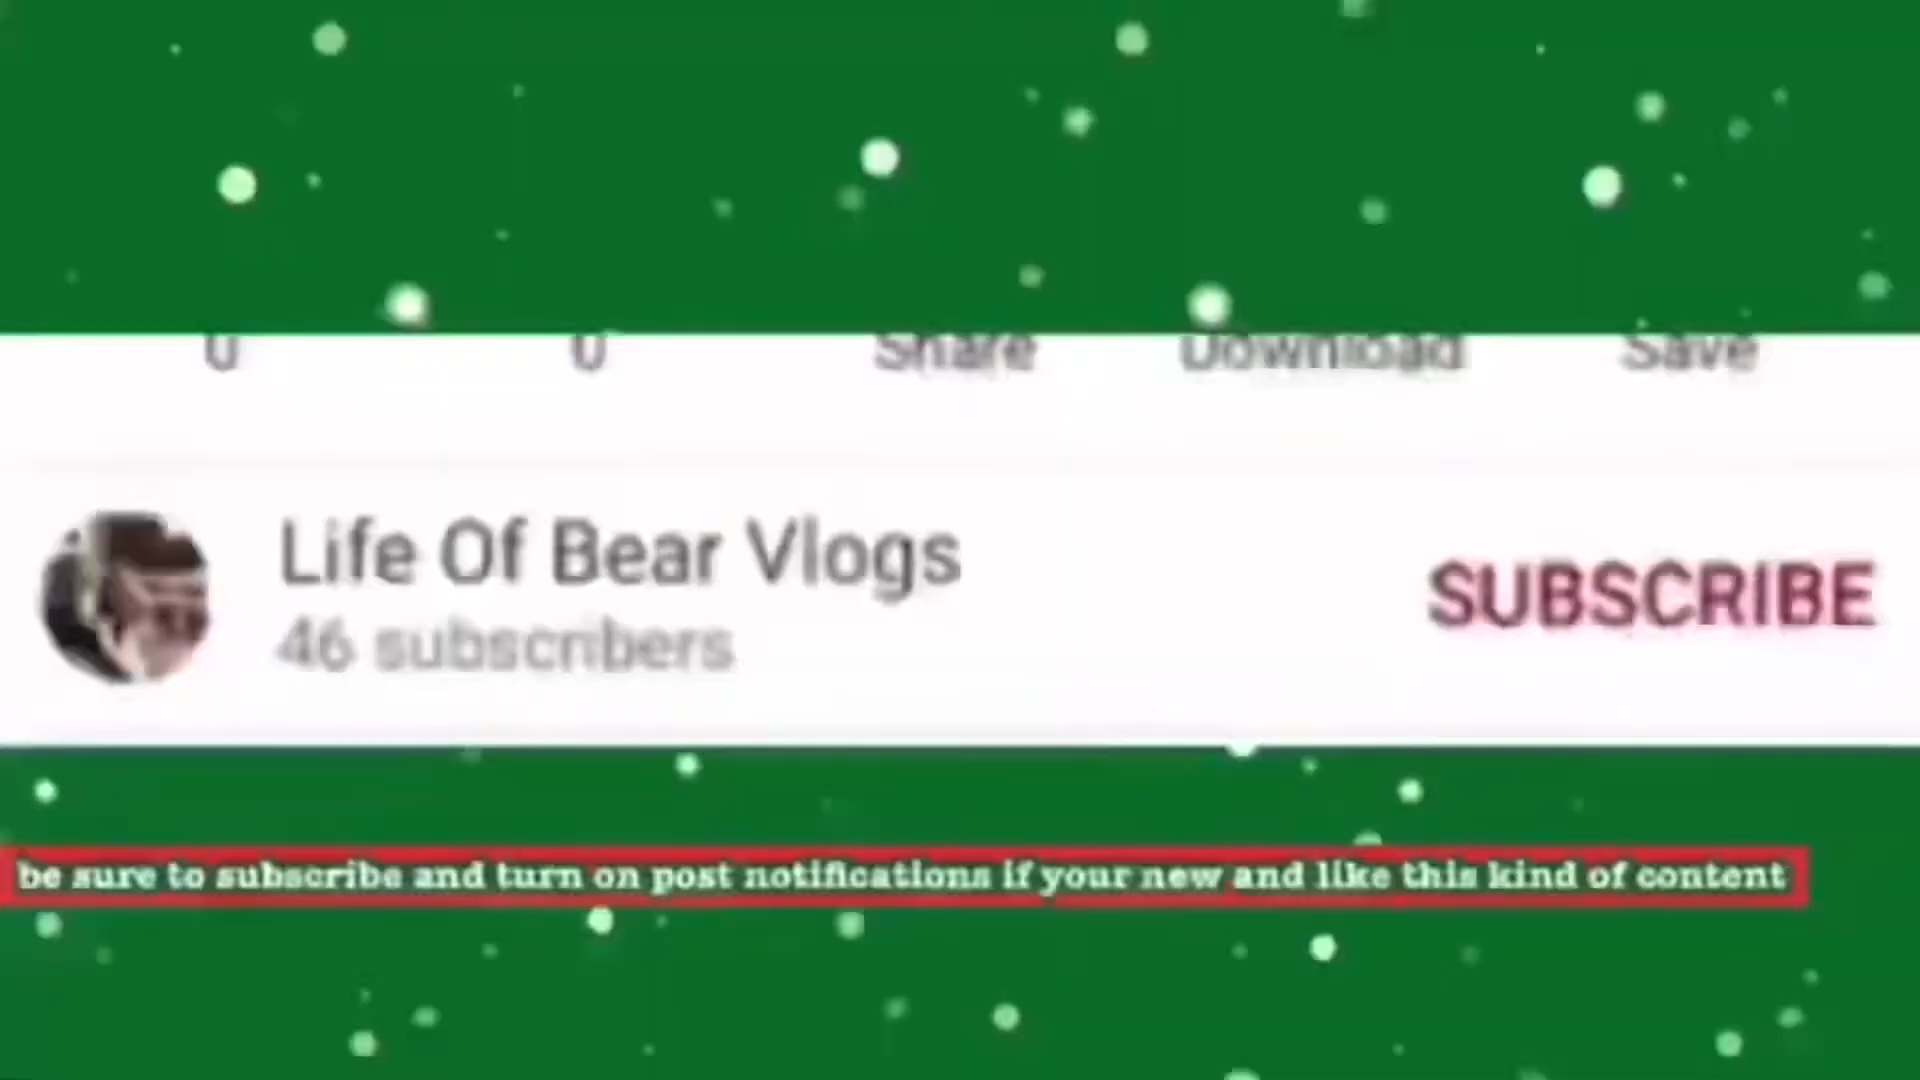 0 0 Share Download Save
Life Of Bear Vlogs
SUBSCRIBE
46 subscribers
be sure to subscribe and turn on post notifications if your new and like this kind of content